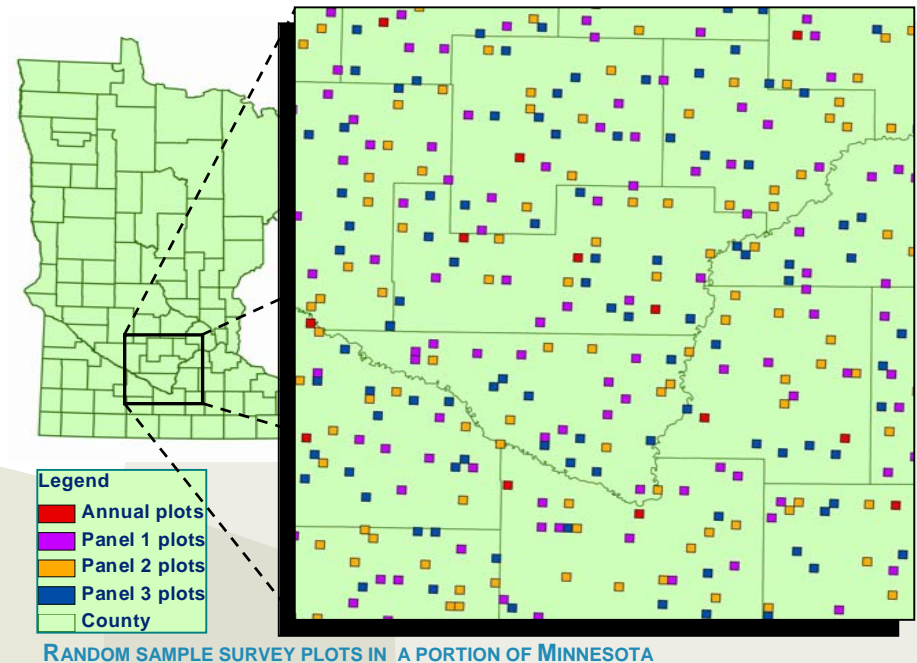 Legend
Annual plots
Panel 1 plots
Panel 2 plots
Panel 3 plots
County
RANDOM SAMPLE SURVEY PLOTS IN A PORTION OF MINNESOTA